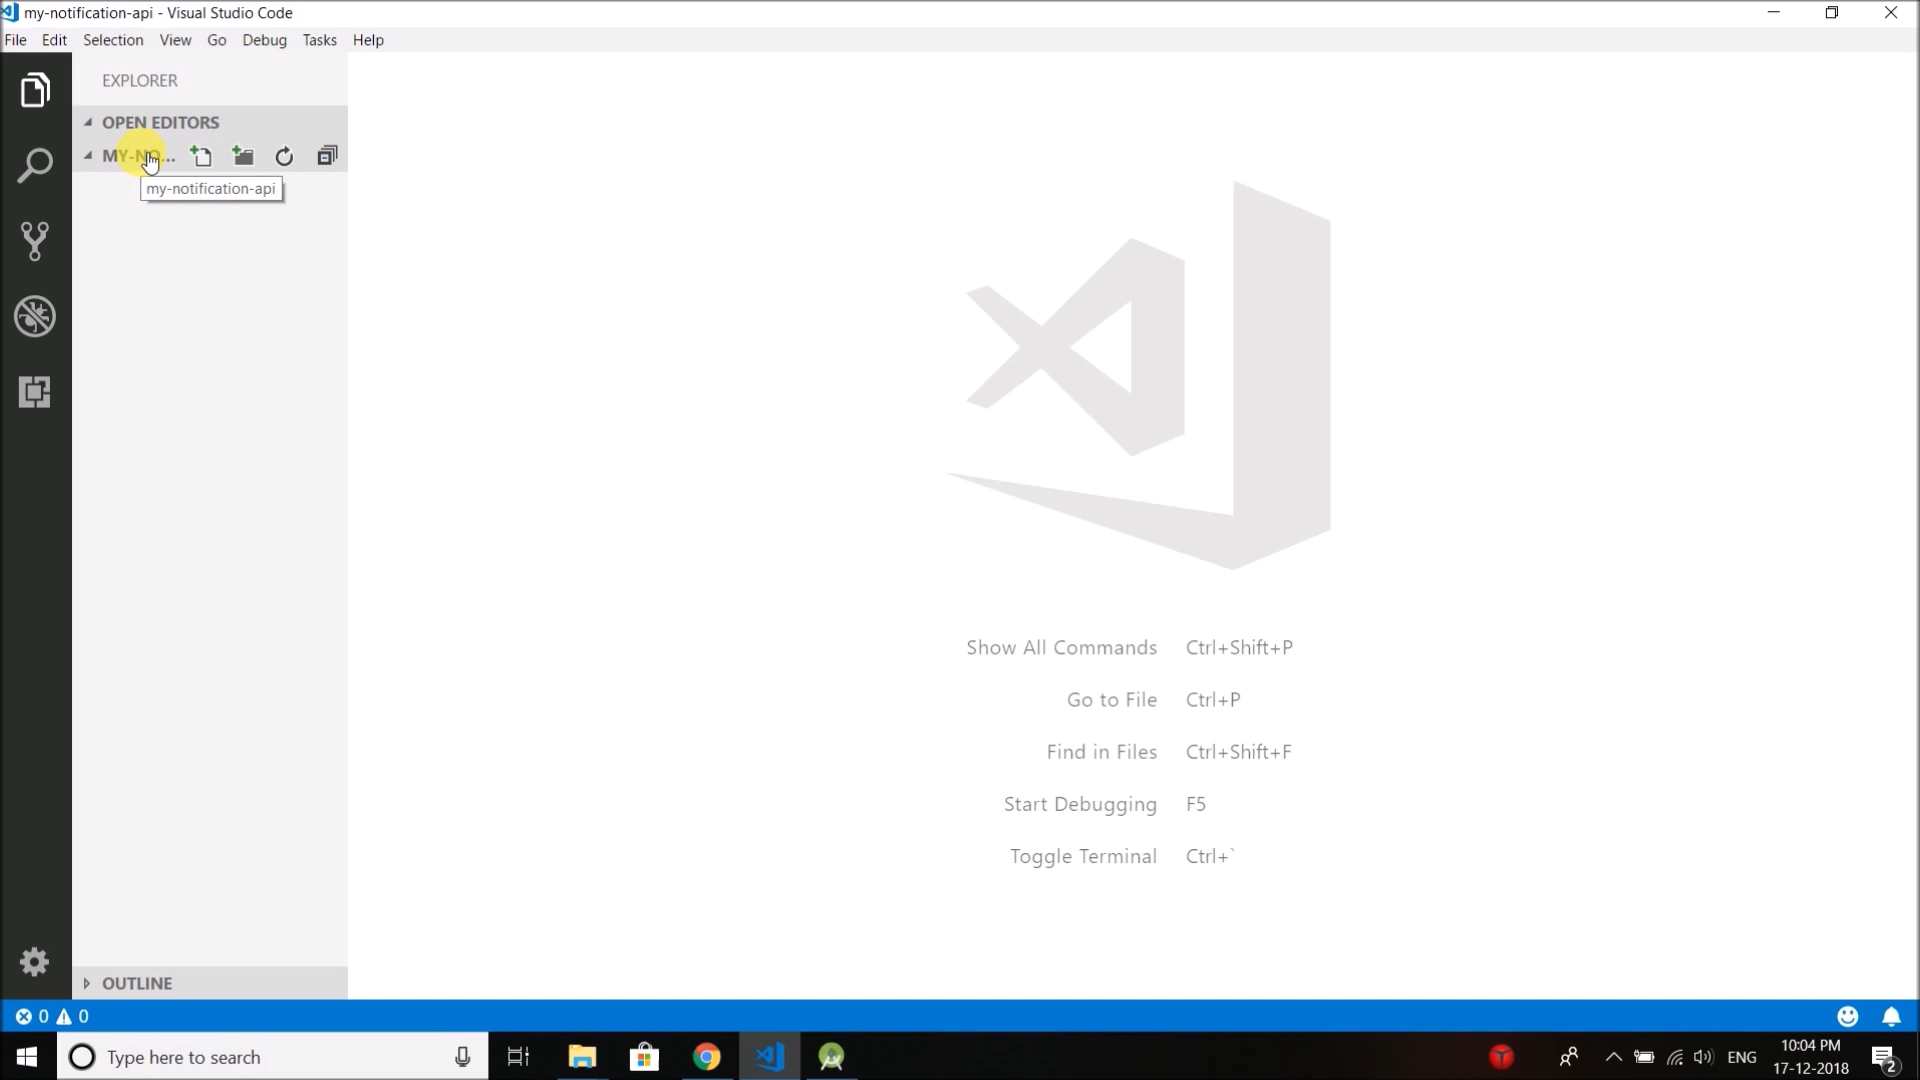 my-notification-api - Visual Studio Code
File Edit Selection View Go Debug Tasks Help
EXPLORER
OPEN EDITORS
MY-NO...
my-notification-api
Show All Commands Ctrl+Shift+P
Go to File Ctrl+P
Find in Files Ctrl+Shift+F
Start Debugging F5
Toggle Terminal Ctrl+`
OUTLINE
0 0
Type here to search
ENG
10:04 PM
17-12-2018
2